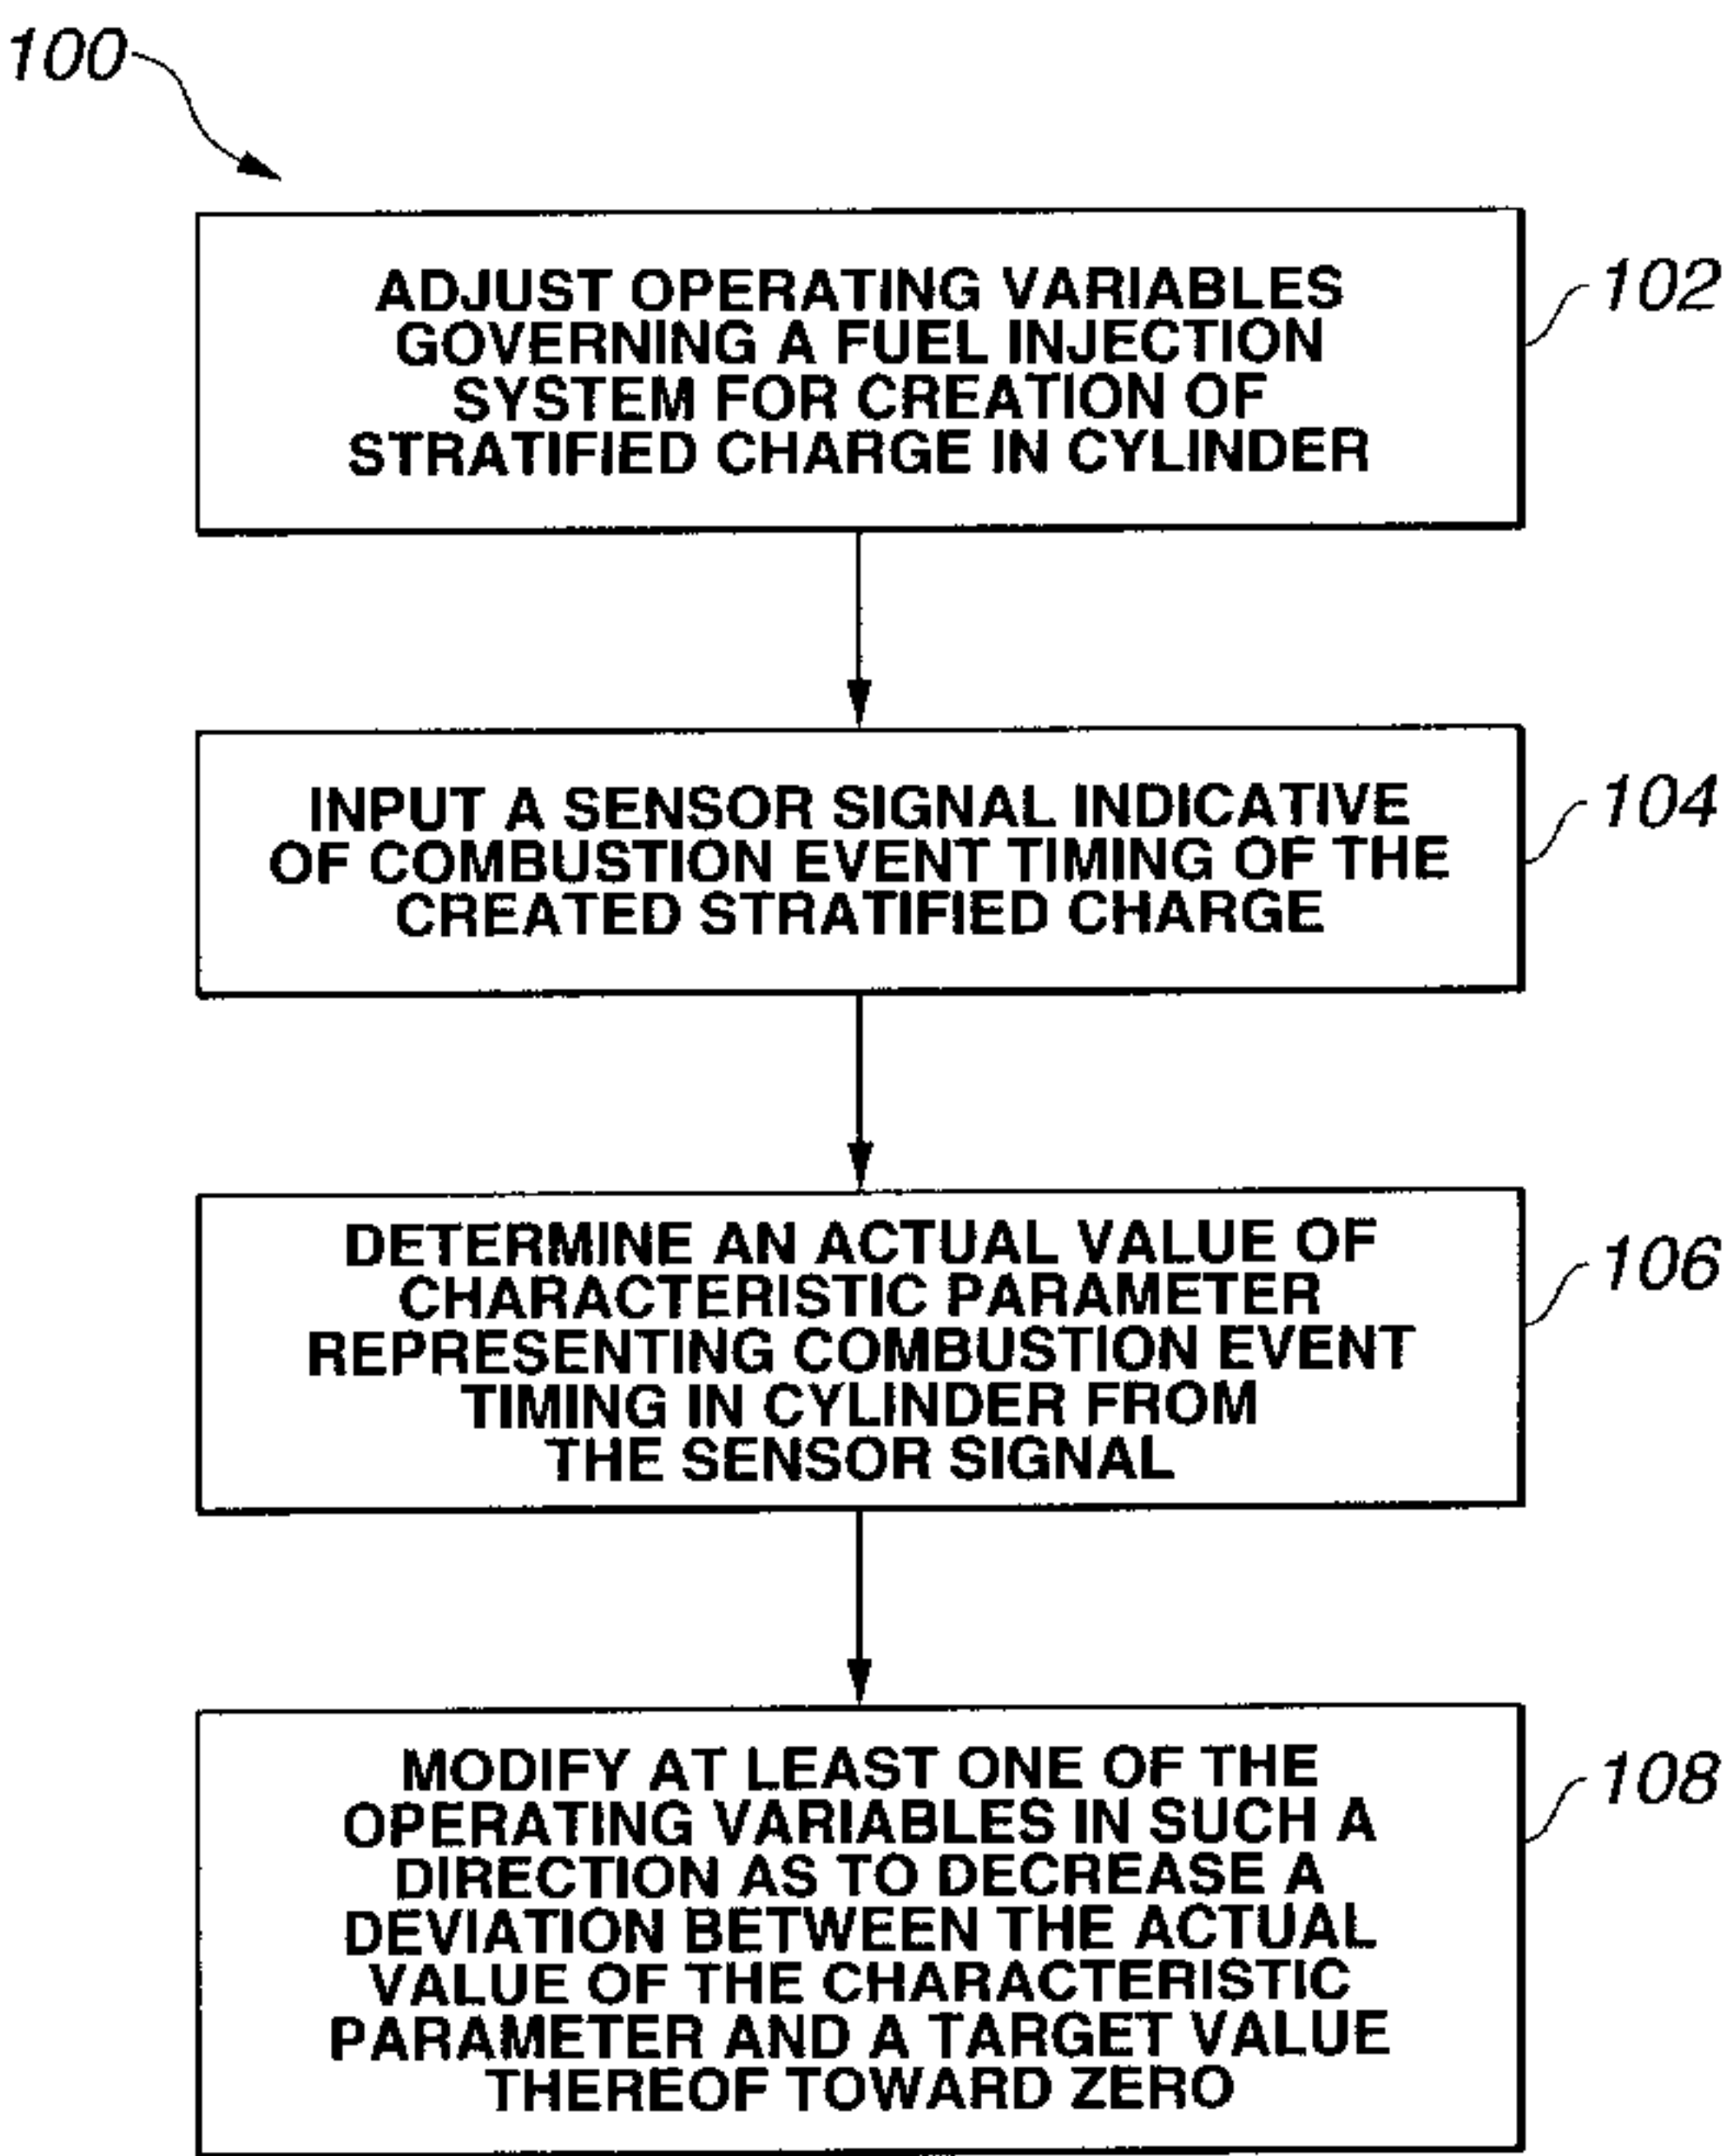 100
ADJUST OPERATING VARIABLES
GOVERNING A FUEL INJECTION
SYSTEM FOR CREATION OF
STRATIFIED CHARGE IN CYLINDER
102
INPUT A SENSOR SIGNAL INDICATIVE
OF COMBUSTION EVENT TIMING OF THE
CREATED STRATIFIED CHARGE
104
DETERMINE AN ACTUAL VALUE OF
CHARACTERISTIC PARAMETER
REPRESENTING COMBUSTION EVENT
TIMING IN CYLINDER FROM
THE SENSOR SIGNAL
106
MODIFY AT LEAST ONE OF THE
OPERATING VARIABLES IN SUCH A
DIRECTION AS TO DECREASE A
DEVIATION BETWEEN THE ACTUAL
VALUE OF THE CHARACTERISTIC
PARAMETER AND A TARGET VALUE
THEREOF TOWARD ZERO
108